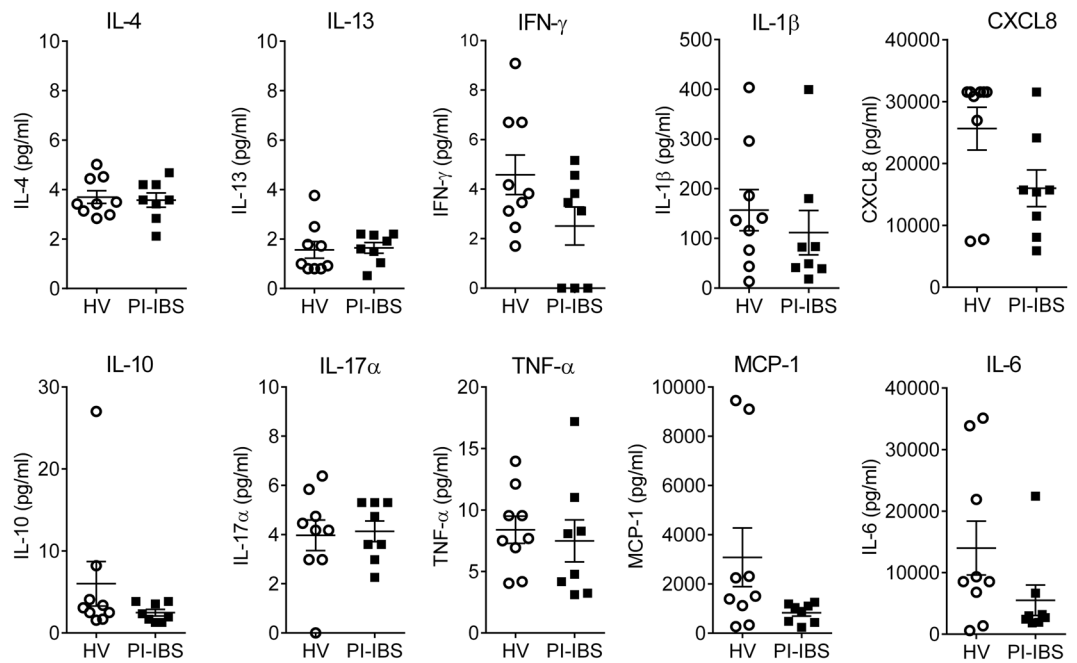 IL-4
10
8
6
4
2
0
IL-4 (pg/ml)
HV PI-IBS
IL-13
10
8
6
4
2
0
IL-13 (pg/ml)
HV PI-IBS
IFN-γ
10
8
6
4
2
0
IFN-γ (pg/ml)
HV PI-IBS
IL-1β
500
400
300
200
100
0
IL-1β (pg/ml)
HV PI-IBS
CXCL8
40000
30000
20000
10000
0
CXCL8 (pg/ml)
HV PI-IBS
IL-10
30
20
10
0
IL-10 (pg/ml)
HV PI-IBS
IL-17α
10
8
6
4
2
0
IL-17α (pg/ml)
HV PI-IBS
TNF-α
20
15
10
5
0
TNF-α (pg/ml)
HV PI-IBS
MCP-1
10000
8000
6000
4000
2000
0
MCP-1 (pg/ml)
HV PI-IBS
IL-6
40000
30000
20000
10000
0
IL-6 (pg/ml)
HV PI-IBS